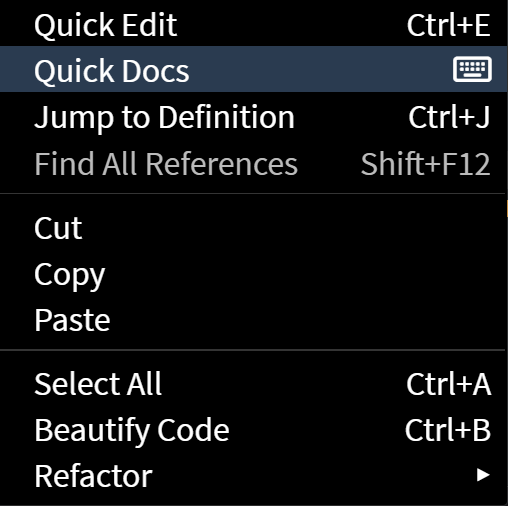 Quick Edit Ctrl+E
Quick Docs
Jump to Definition Ctrl+J
Find All References Shift+F12
Cut
Copy
Paste
Select All Ctrl+A
Beautify Code Ctrl+B
Refactor